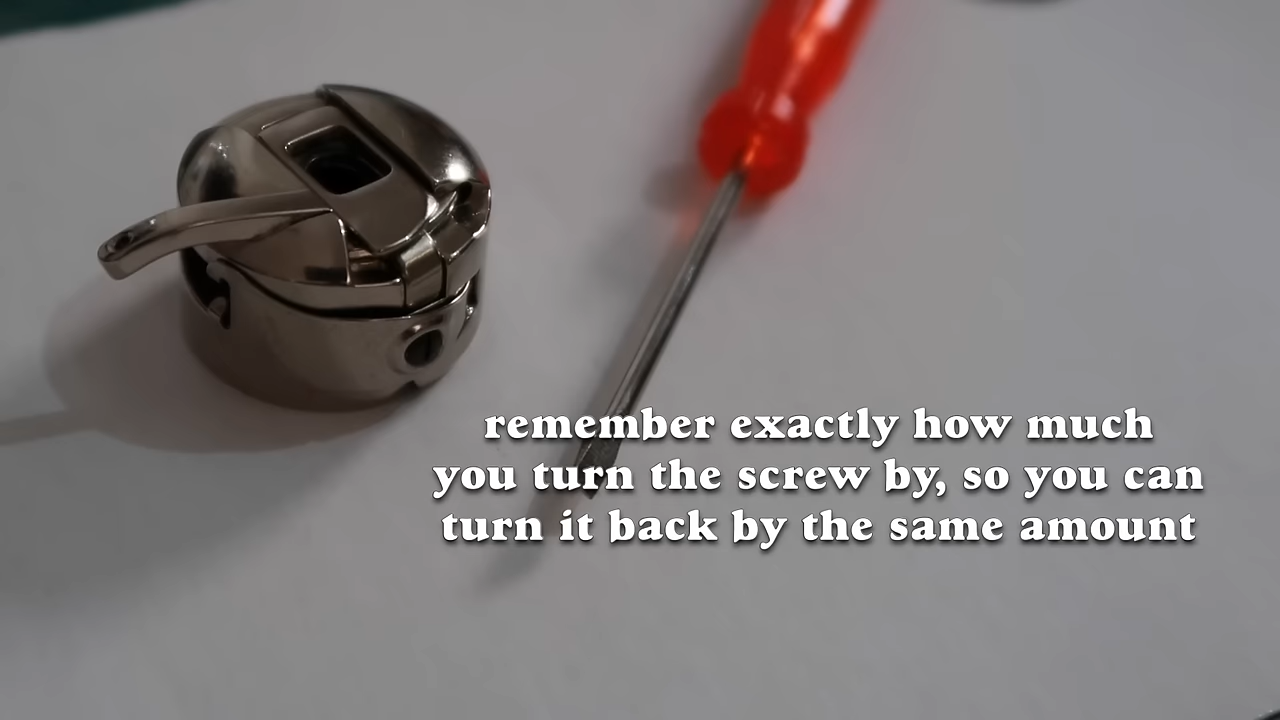 remember exactly how much
you turn the screw by, so you can
turn it back by the same amount